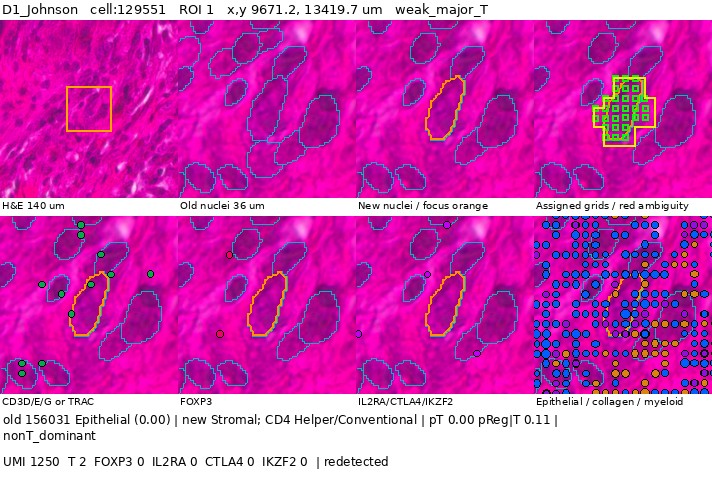 D1_Johnson cell:129551 ROI 1 x,y 9671.2, 13419.7 um weak_major_T
H&E 140 um
Old nuclei 36 um
New nuclei / focus orange
Assigned grids / red ambiguity
CD3D/E/G or TRAC
FOXP3
IL2RA/CTLA4/IKZF2
Epithelial / collagen / myeloid
old 156031 Epithelial (0.00) | new Stromal; CD4 Helper/Conventional | pT 0.00 pReg|T 0.11 |
nonT_dominant
UMI 1250 T 2 FOXP3 0 IL2RA 0 CTLA4 0 IKZF2 0 | redetected